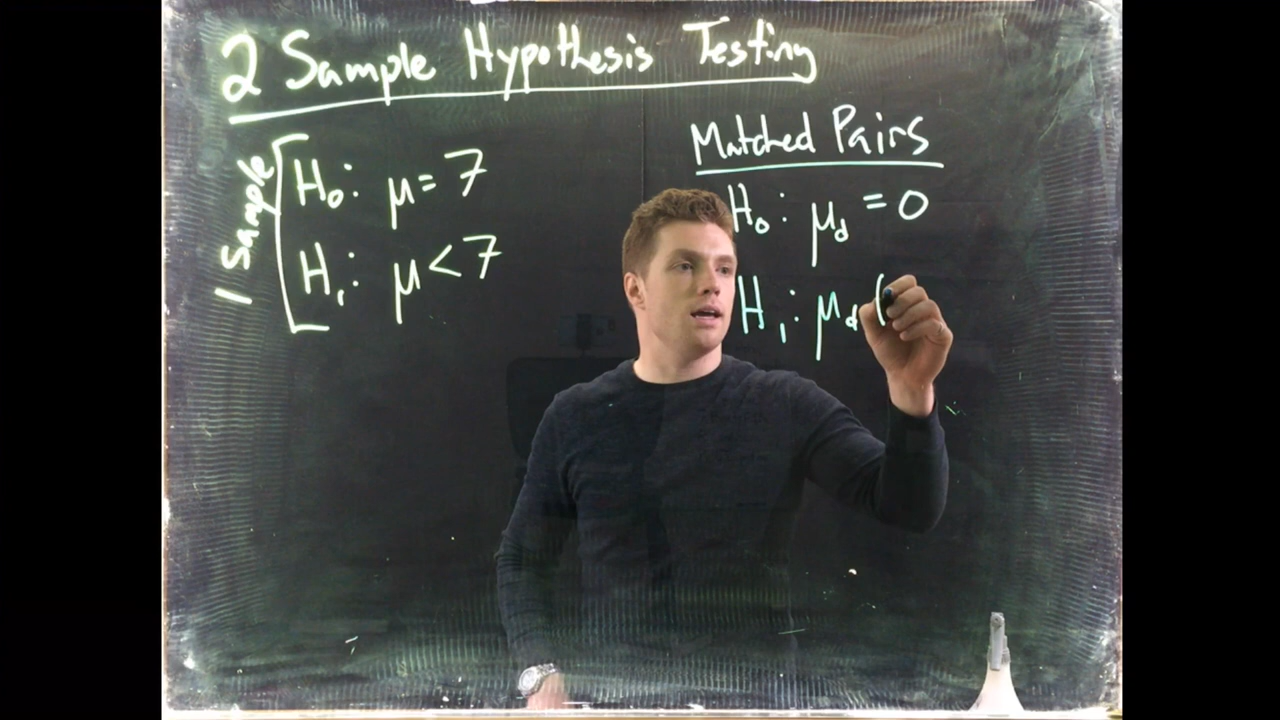 2 Sample Hypothesis Testing
1 Sample
H₀: μ = 7
H₁: μ < 7
Matched Pairs
H₀: μd = 0
H₁: μd (